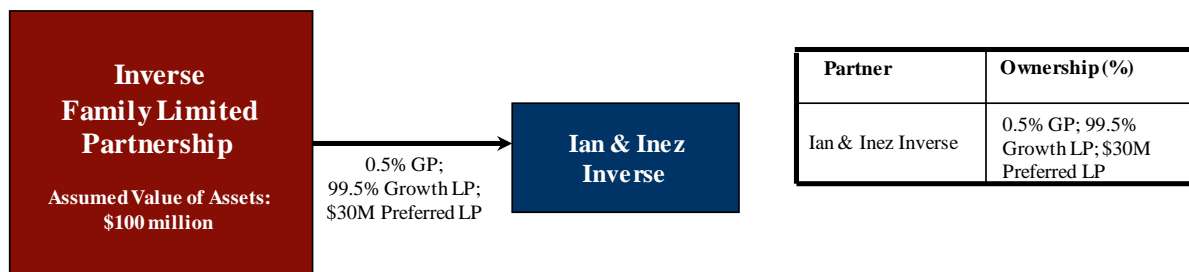 Inverse
Family Limited
Partnership
Assumed Value of Assets:
$100 million
0.5% GP;
99.5% Growth LP;
$30M Preferred LP
Ian & Inez
Inverse
Partner
Ownership (%)
Ian & Inez Inverse
0.5% GP; 99.5%
Growth LP; $30M
Preferred LP